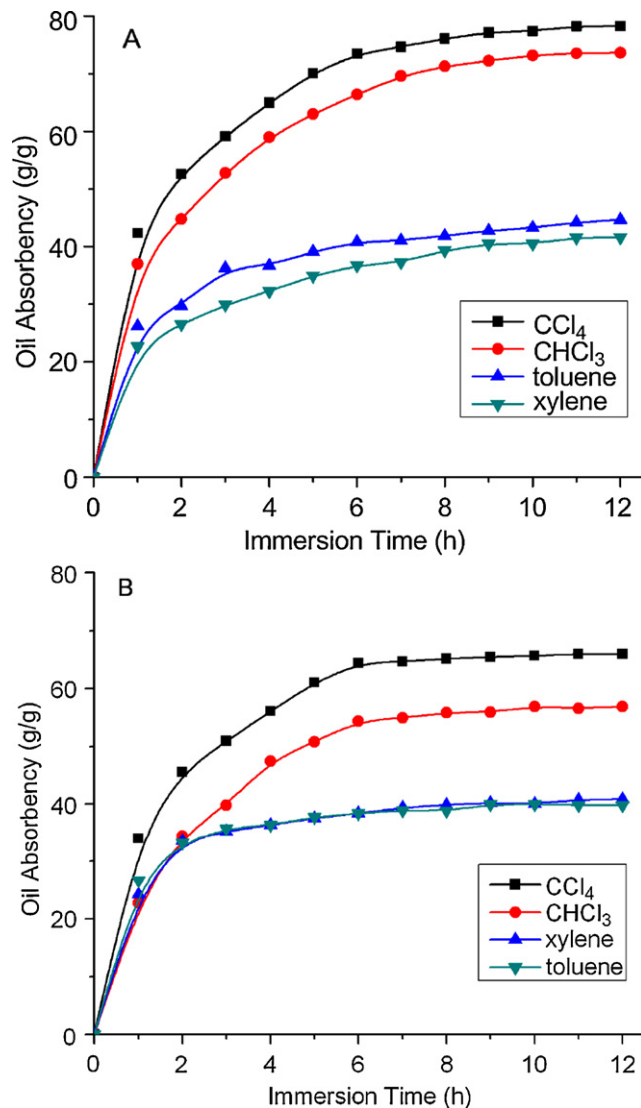 A
80
60
40
20
0
Oil Absorbency (g/g)
CCl₄
CHCl₃
toluene
xylene
0 2 4 6 8 10 12
Immersion Time (h)
B
80
60
40
20
0
Oil Absorbency (g/g)
CCl₄
CHCl₃
xylene
toluene
0 2 4 6 8 10 12
Immersion Time (h)